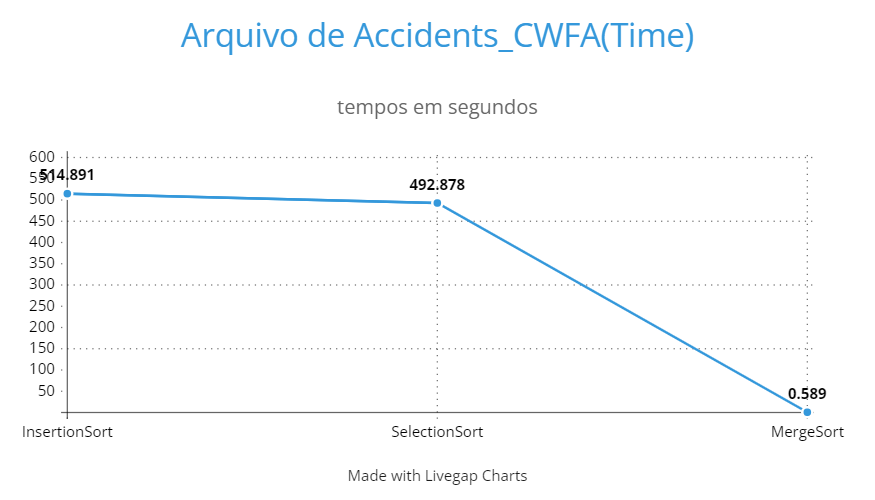 Arquivo de Accidents_CWFA(Time)
tempos em segundos
600
550
500
450
400
350
300
250
200
150
100
50
514.891
492.878
0.589
InsertionSort
SelectionSort
MergeSort
Made with Livegap Charts